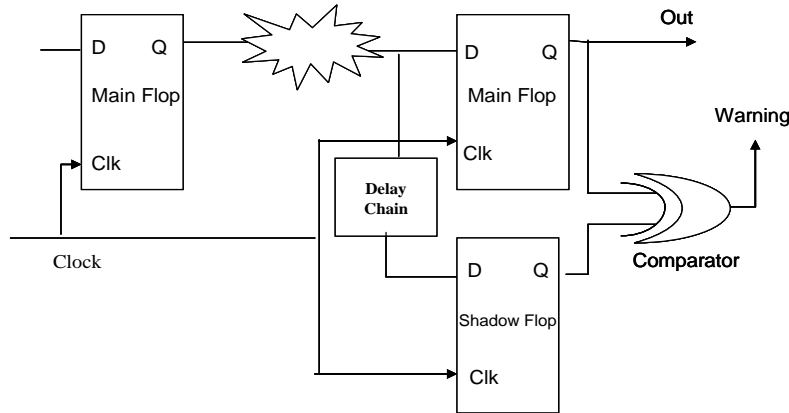 Out
D Q
Main Flop
Clk
D Q
Main Flop
Clk
Warning
Delay
Chain
Clock
Comparator
D Q
Shadow Flop
Clk